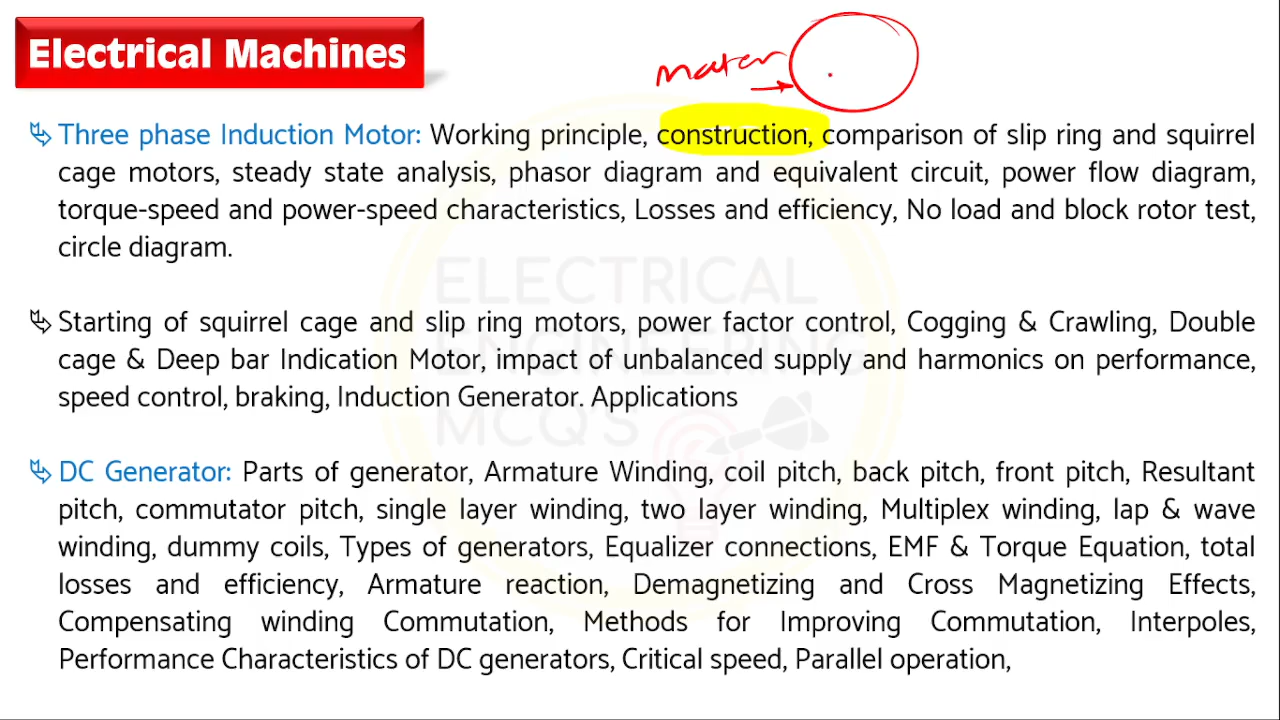 Electrical Machines
mater
Three phase Induction Motor: Working principle, construction, comparison of slip ring and squirrel
cage motors, steady state analysis, phasor diagram and equivalent circuit, power flow diagram,
torque-speed and power-speed characteristics, Losses and efficiency, No load and block rotor test,
circle diagram.
Starting of squirrel cage and slip ring motors, power factor control, Cogging & Crawling, Double
cage & Deep bar Indication Motor, impact of unbalanced supply and harmonics on performance,
speed control, braking, Induction Generator. Applications
DC Generator: Parts of generator, Armature Winding, coil pitch, back pitch, front pitch, Resultant
pitch, commutator pitch, single layer winding, two layer winding, Multiplex winding, lap & wave
winding, dummy coils, Types of generators, Equalizer connections, EMF & Torque Equation, total
losses and efficiency, Armature reaction, Demagnetizing and Cross Magnetizing Effects,
Compensating winding Commutation, Methods for Improving Commutation, Interpoles,
Performance Characteristics of DC generators, Critical speed, Parallel operation,
ELECTRICAL
ENGINEERING
MCQ'S